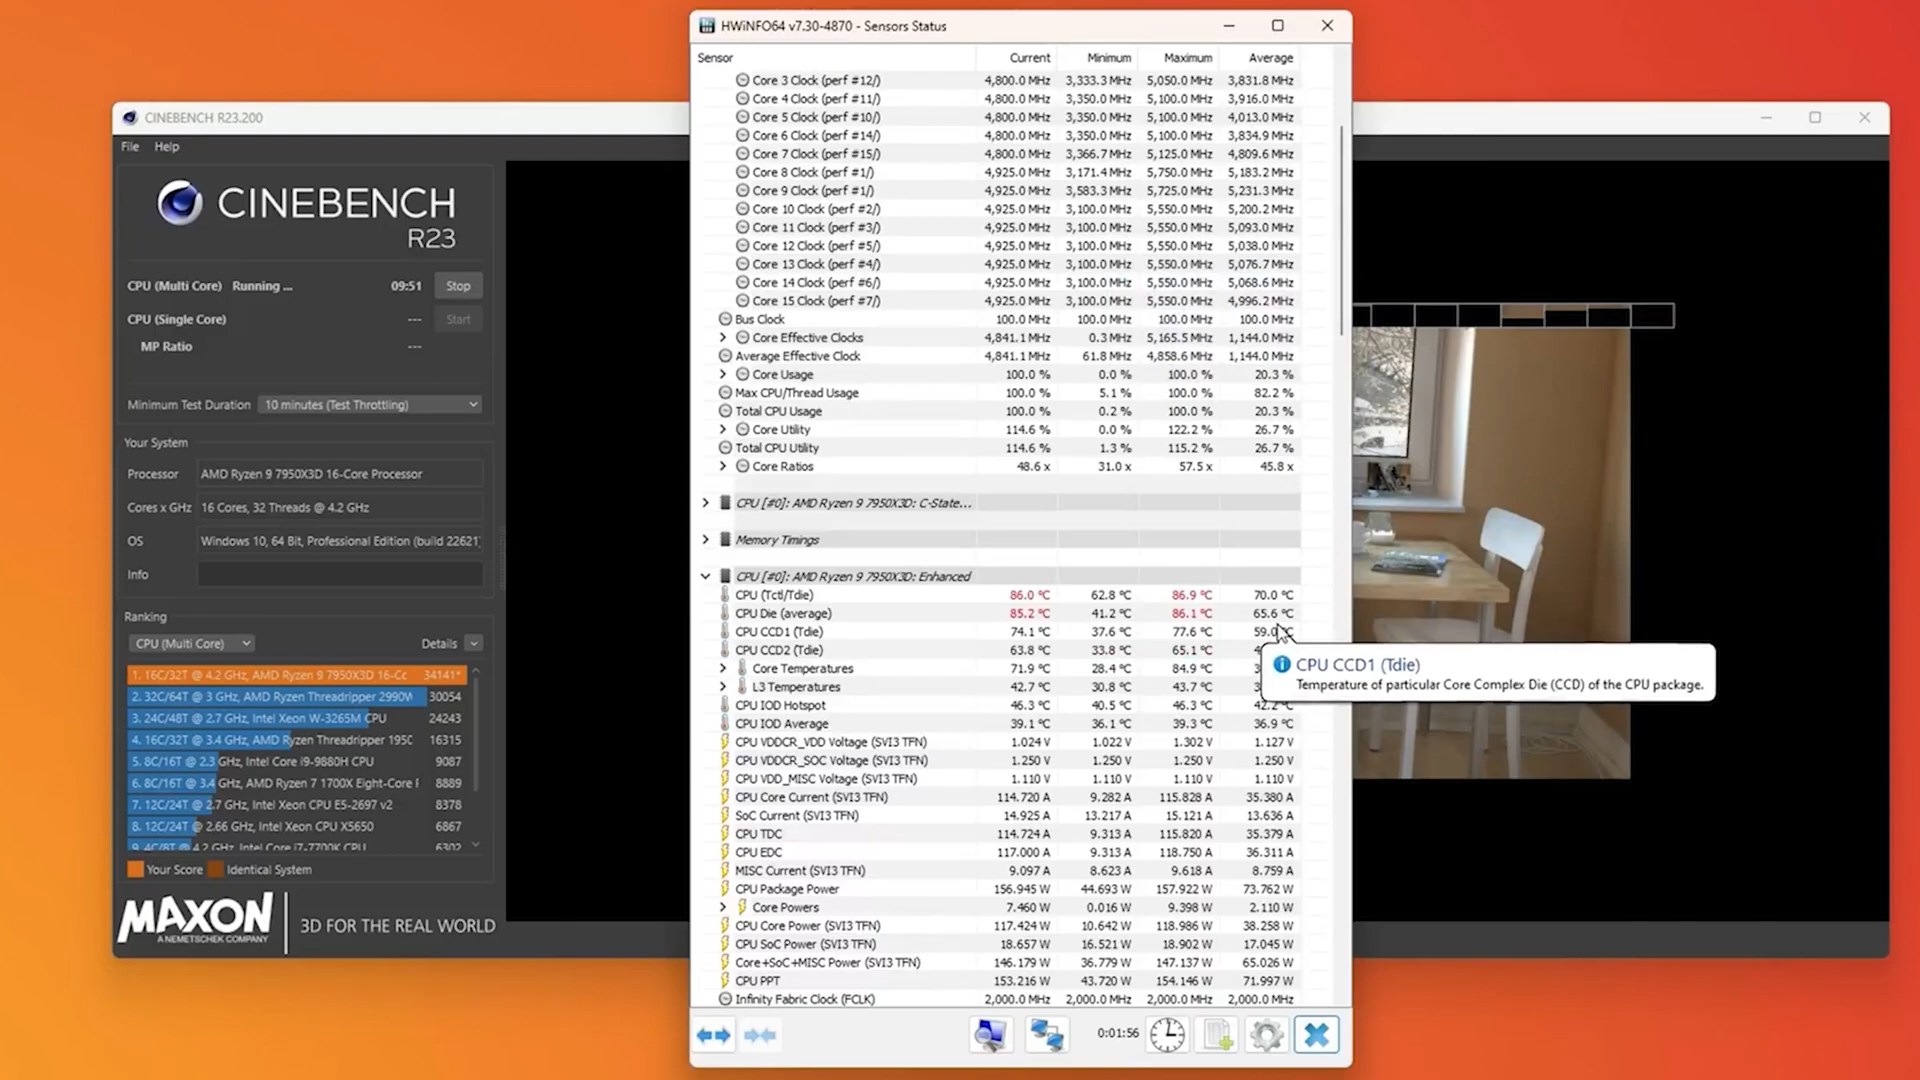 HWiNFO64 v7.30-4870 - Sensors Status
Sensor Current Minimum Maximum Average
Core 3 Clock (perf #12/) 4,800.0 MHz 3,333.3 MHz 5,050.0 MHz 3,831.8 MHz
Core 4 Clock (perf #11/) 4,800.0 MHz 3,350.0 MHz 5,100.0 MHz 3,916.0 MHz
Core 5 Clock (perf #10/) 4,800.0 MHz 3,350.0 MHz 5,100.0 MHz 4,013.0 MHz
Core 6 Clock (perf #14/) 4,800.0 MHz 3,350.0 MHz 5,100.0 MHz 3,834.9 MHz
Core 7 Clock (perf #15/) 4,800.0 MHz 3,366.7 MHz 5,125.0 MHz 4,809.6 MHz
Core 8 Clock (perf #1/) 4,925.0 MHz 3,171.4 MHz 5,750.0 MHz 5,183.2 MHz
Core 9 Clock (perf #1/) 4,925.0 MHz 3,583.3 MHz 5,725.0 MHz 5,231.3 MHz
Core 10 Clock (perf #2/) 4,925.0 MHz 3,100.0 MHz 5,550.0 MHz 5,200.2 MHz
Core 11 Clock (perf #3/) 4,925.0 MHz 3,100.0 MHz 5,550.0 MHz 5,093.0 MHz
Core 12 Clock (perf #5/) 4,925.0 MHz 3,100.0 MHz 5,550.0 MHz 5,038.0 MHz
Core 13 Clock (perf #4/) 4,925.0 MHz 3,100.0 MHz 5,550.0 MHz 5,076.7 MHz
Core 14 Clock (perf #6/) 4,925.0 MHz 3,100.0 MHz 5,550.0 MHz 5,068.6 MHz
Core 15 Clock (perf #7/) 4,925.0 MHz 3,100.0 MHz 5,550.0 MHz 4,996.2 MHz
Bus Clock 100.0 MHz 100.0 MHz 100.0 MHz 100.0 MHz
Core Effective Clocks 4,841.1 MHz 0.3 MHz 5,165.5 MHz 1,144.0 MHz
Average Effective Clock 4,841.1 MHz 61.8 MHz 4,858.6 MHz 1,144.0 MHz
Core Usage 100.0 % 0.0 % 100.0 % 20.3 %
Max CPU/Thread Usage 100.0 % 5.1 % 100.0 % 82.2 %
Total CPU Usage 100.0 % 0.2 % 100.0 % 20.3 %
Core Utility 114.6 % 0.0 % 122.2 % 26.7 %
Total CPU Utility 114.6 % 1.3 % 115.2 % 26.7 %
Core Ratios 48.6 x 31.0 x 57.5 x 45.8 x
CPU [#0]: AMD Ryzen 9 7950X3D: C-State...
Memory Timings
CPU [#0]: AMD Ryzen 9 7950X3D: Enhanced
CPU (Tctl/Tdie) 86.0 °C 62.8 °C 86.9 °C 70.0 °C
CPU Die (average) 85.2 °C 41.2 °C 86.1 °C 65.6 °C
CPU CCD1 (Tdie) 74.1 °C 37.6 °C 77.6 °C 59.0 °C
CPU CCD2 (Tdie) 63.8 °C 33.8 °C 65.1 °C
Core Temperatures 71.9 °C 28.4 °C 84.9 °C
L3 Temperatures 42.7 °C 30.8 °C 43.7 °C
CPU IOD Hotspot 46.3 °C 40.5 °C 46.3 °C 42.2 °C
CPU IOD Average 39.1 °C 36.1 °C 39.3 °C 36.9 °C
CPU VDDCR_VDD Voltage (SVI3 TFN) 1.024 V 1.022 V 1.302 V 1.127 V
CPU VDDCR_SOC Voltage (SVI3 TFN) 1.250 V 1.250 V 1.250 V 1.250 V
CPU VDD_MISC Voltage (SVI3 TFN) 1.110 V 1.110 V 1.110 V 1.110 V
CPU Core Current (SVI3 TFN) 114.720 A 9.282 A 115.828 A 35.380 A
SoC Current (SVI3 TFN) 14.925 A 13.217 A 15.121 A 13.636 A
CPU TDC 114.724 A 9.313 A 115.820 A 35.379 A
CPU EDC 117.000 A 9.313 A 118.750 A 36.311 A
MISC Current (SVI3 TFN) 9.097 A 8.623 A 9.618 A 8.759 A
CPU Package Power 156.945 W 44.693 W 157.922 W 73.762 W
Core Powers 7.460 W 0.016 W 9.398 W 2.110 W
CPU Core Power (SVI3 TFN) 117.424 W 10.642 W 118.986 W 38.258 W
CPU SoC Power (SVI3 TFN) 18.657 W 16.521 W 18.902 W 17.045 W
Core+SoC+MISC Power (SVI3 TFN) 146.179 W 36.779 W 147.137 W 65.026 W
CPU PPT 153.216 W 43.720 W 154.146 W 71.997 W
Infinity Fabric Clock (FCLK) 2,000.0 MHz 2,000.0 MHz 2,000.0 MHz 2,000.0 MHz
0:01:56
CPU CCD1 (Tdie)
Temperature of particular Core Complex Die (CCD) of the CPU package.
CINEBENCH R23.200
File Help
CINEBENCH
R23
CPU (Multi Core) Running ... 09:51 Stop
CPU (Single Core) --- Start
MP Ratio ---
Minimum Test Duration 10 minutes (Test Throttling)
Your System
Processor AMD Ryzen 9 7950X3D 16-Core Processor
Cores x GHz 16 Cores, 32 Threads @ 4.2 GHz
OS Windows 10, 64 Bit, Professional Edition (build 22621)
Info
Ranking
CPU (Multi Core) Details
1. 16C/32T @ 4.2 GHz, AMD Ryzen 9 7950X3D 16-Cc 34141*
2. 32C/64T @ 3 GHz, AMD Ryzen Threadripper 2990W 30054
3. 24C/48T @ 2.7 GHz, Intel Xeon W-3265M CPU 24243
4. 16C/32T @ 3.4 GHz, AMD Ryzen Threadripper 195C 16315
5. 8C/16T @ 2.3 GHz, Intel Core i9-9880H CPU 9087
6. 8C/16T @ 3.4 GHz, AMD Ryzen 7 1700X Eight-Core F 8889
7. 12C/24T @ 2.7 GHz, Intel Xeon CPU E5-2697 v2 8378
8. 12C/24T @ 2.66 GHz, Intel Xeon CPU X5650 6867
9. 4C/8T @ 4.2 GHz, Intel Core i7-7700K CPU 6302
Your Score Identical System
MAXON
A NEMETSCHEK COMPANY
3D FOR THE REAL WORLD